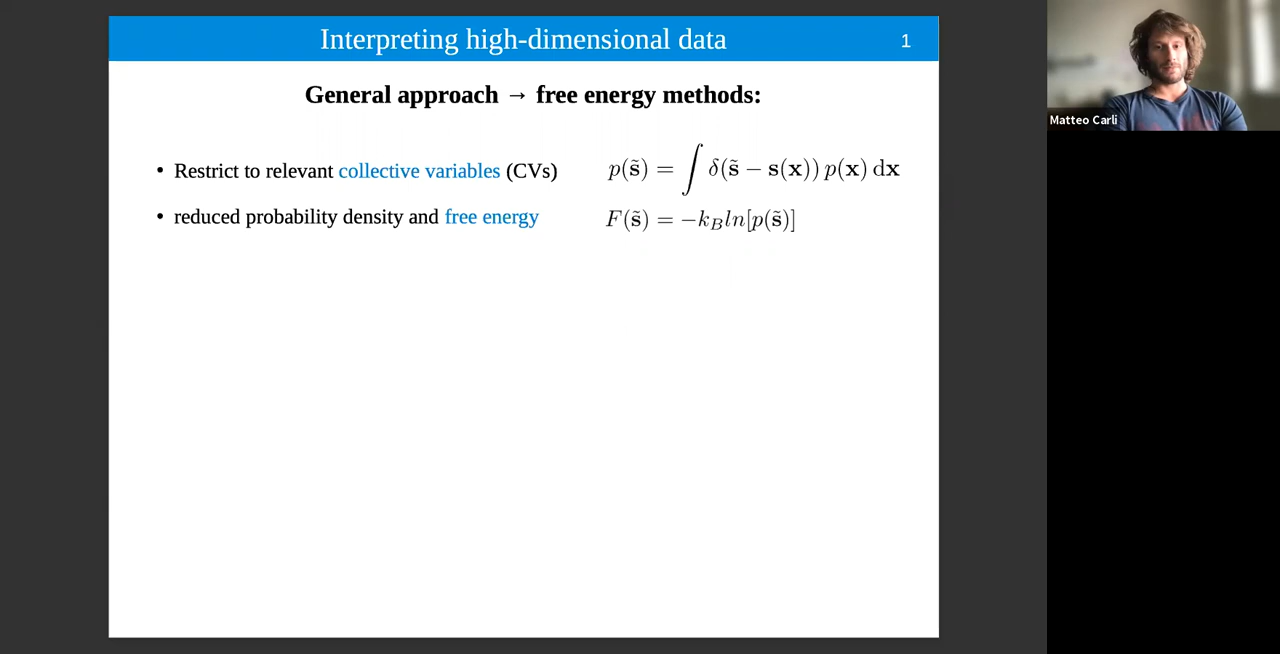 Interpreting high-dimensional data 1
General approach → free energy methods:
• Restrict to relevant collective variables (CVs) p(s̃) = ∫ δ(s̃ − s(x)) p(x) dx
• reduced probability density and free energy F(s̃) = −k_B ln[p(s̃)]
Matteo Carli